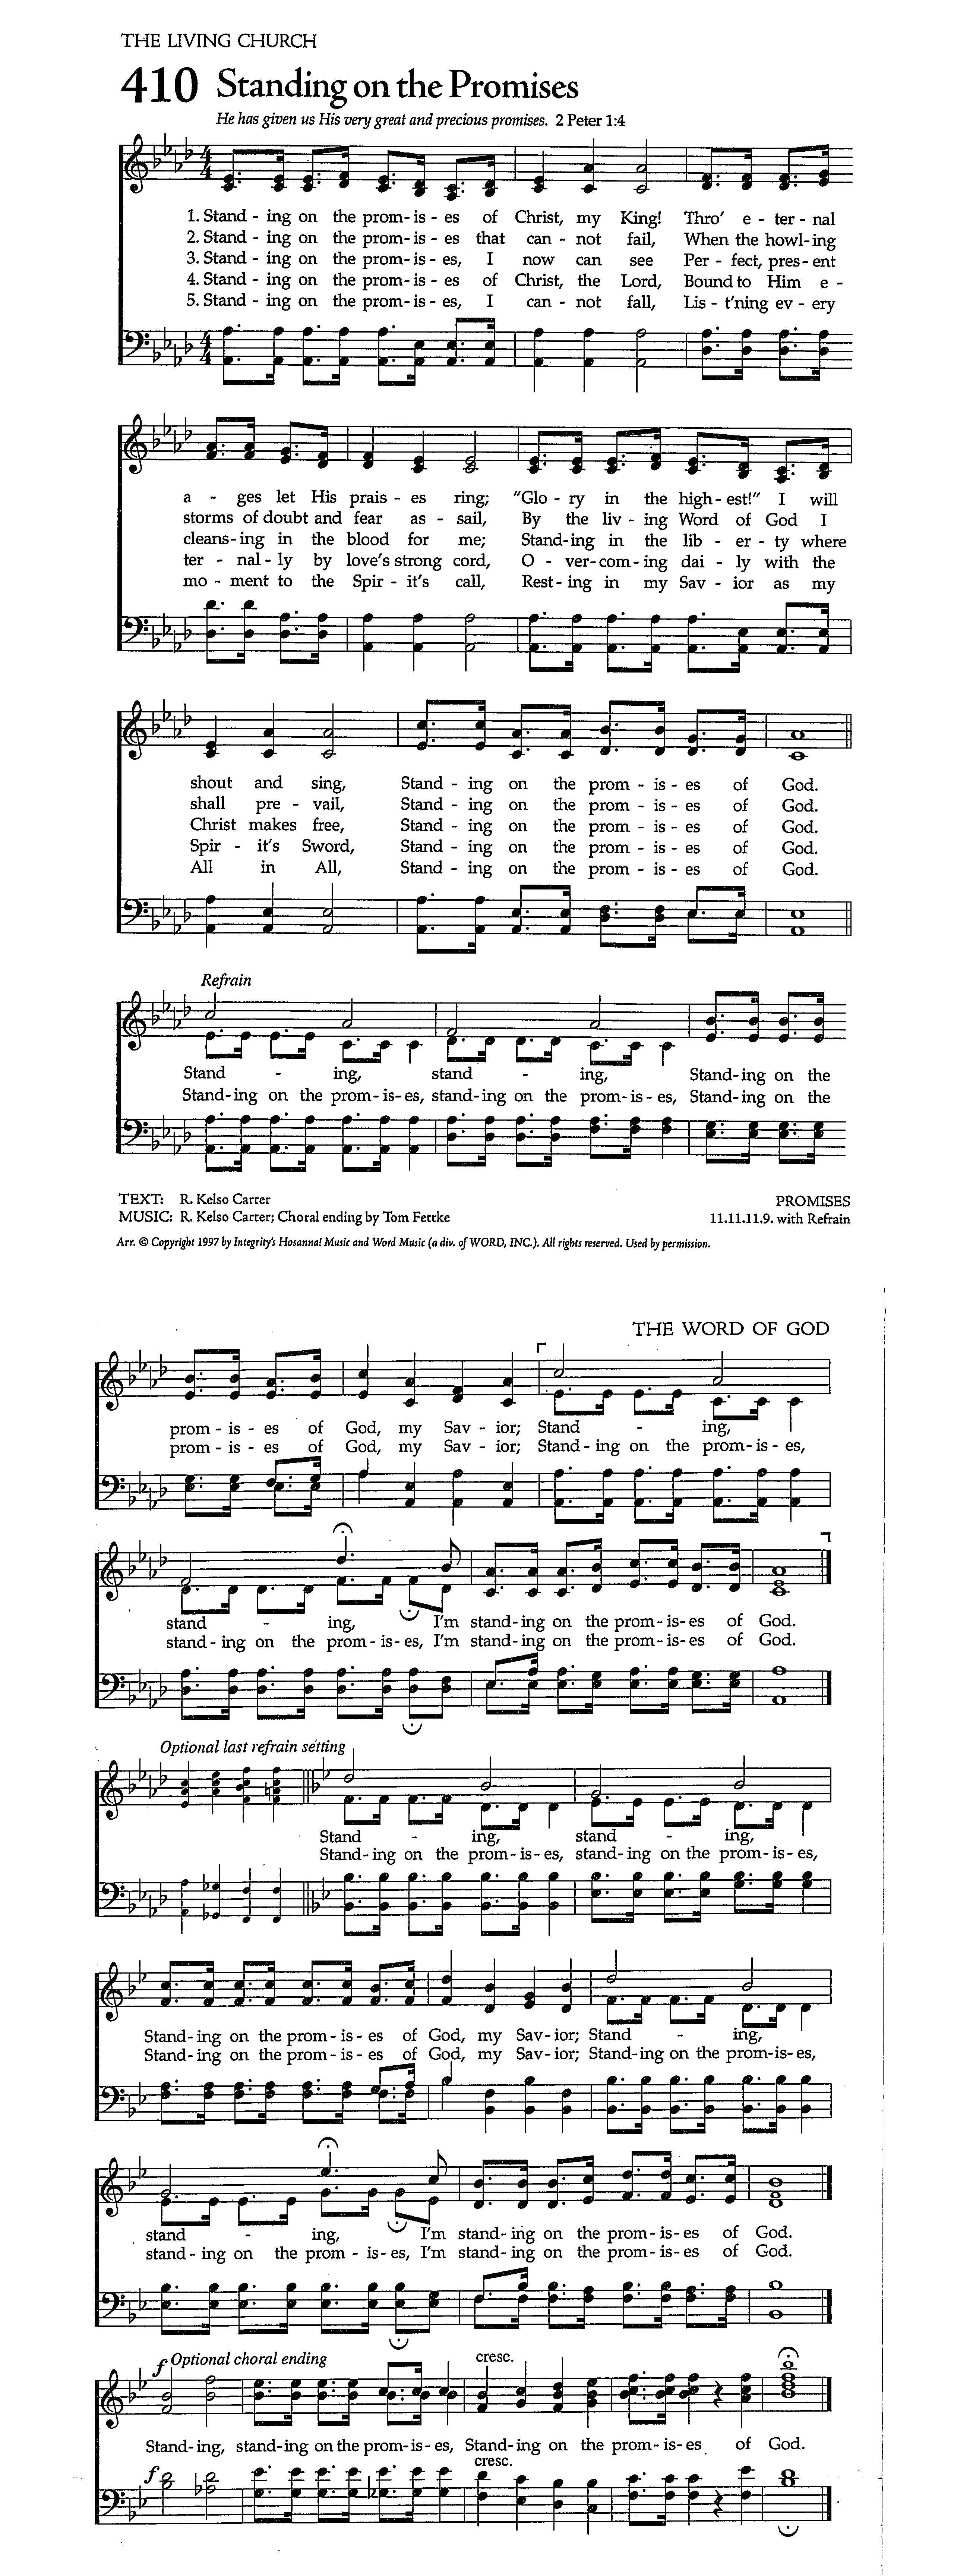 THE LIVING CHURCH
410 Standing on the Promises
He has given us His very great and precious promises. 2 Peter 1:4
1. Stand - ing on the prom - is - es of Christ, my King! Thro' e - ter - nal
2. Stand - ing on the prom - is - es that can - not fail, When the howl - ing
3. Stand - ing on the prom - is - es, I now can see Per - fect, pres - ent
4. Stand - ing on the prom - is - es of Christ, the Lord, Bound to Him e -
5. Stand - ing on the prom - is - es, I can - not fall, Lis - t'ning ev - ery
a - ges let His prais - es ring; "Glo - ry in the high - est!" I will
storms of doubt and fear as - sail, By the liv - ing Word of God I
cleans - ing in the blood for me; Stand - ing in the lib - er - ty where
ter - nal - ly by love's strong cord, O - ver - com - ing dai - ly with the
mo - ment to the Spir - it's call, Rest - ing in my Sav - ior as my
shout and sing, Stand - ing on the prom - is - es of God.
shall pre - vail, Stand - ing on the prom - is - es of God.
Christ makes free, Stand - ing on the prom - is - es of God.
Spir - it's Sword, Stand - ing on the prom - is - es of God.
All in All, Stand - ing on the prom - is - es of God.
Refrain
Stand - ing, stand - ing, Stand - ing on the
Stand - ing on the prom - is - es, stand - ing on the prom - is - es, Stand - ing on the
TEXT: R. Kelso Carter PROMISES
MUSIC: R. Kelso Carter; Choral ending by Tom Fettke 11.11.11.9. with Refrain
Arr. © Copyright 1997 by Integrity's Hosanna! Music and Word Music (a div. of WORD, INC.). All rights reserved. Used by permission.
THE WORD OF GOD
prom - is - es of God, my Sav - ior; Stand - ing,
prom - is - es of God, my Sav - ior; Stand - ing on the prom - is - es,
stand - ing, I'm stand - ing on the prom - is - es of God.
stand - ing on the prom - is - es, I'm stand - ing on the prom - is - es of God.
Optional last refrain setting
Stand - ing, stand - ing,
Stand - ing on the prom - is - es, stand - ing on the prom - is - es,
Stand - ing on the prom - is - es of God, my Sav - ior; Stand - ing,
Stand - ing on the prom - is - es of God, my Sav - ior; Stand - ing on the prom - is - es,
stand - ing, I'm stand - ing on the prom - is - es of God.
stand - ing on the prom - is - es, I'm stand - ing on the prom - is - es of God.
f Optional choral ending cresc.
Stand - ing, stand - ing on the prom - is - es, Stand - ing on the prom - is - es of God.
f cresc.